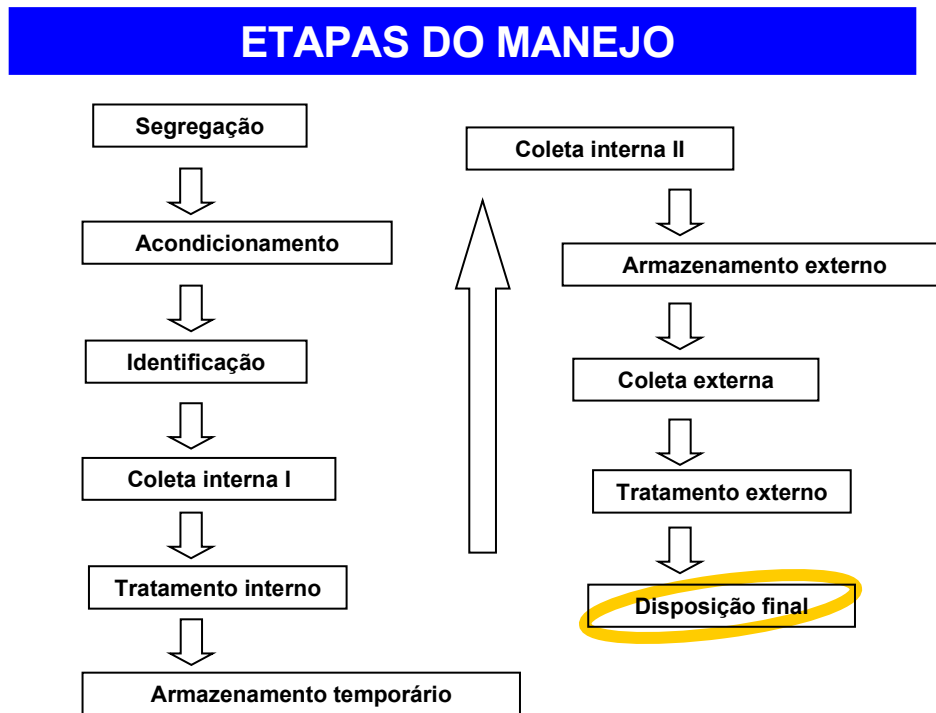 ETAPAS DO MANEJO
Segregação
Acondicionamento
Identificação
Coleta interna I
Tratamento interno
Armazenamento temporário
Coleta interna II
Armazenamento externo
Coleta externa
Tratamento externo
Disposição final